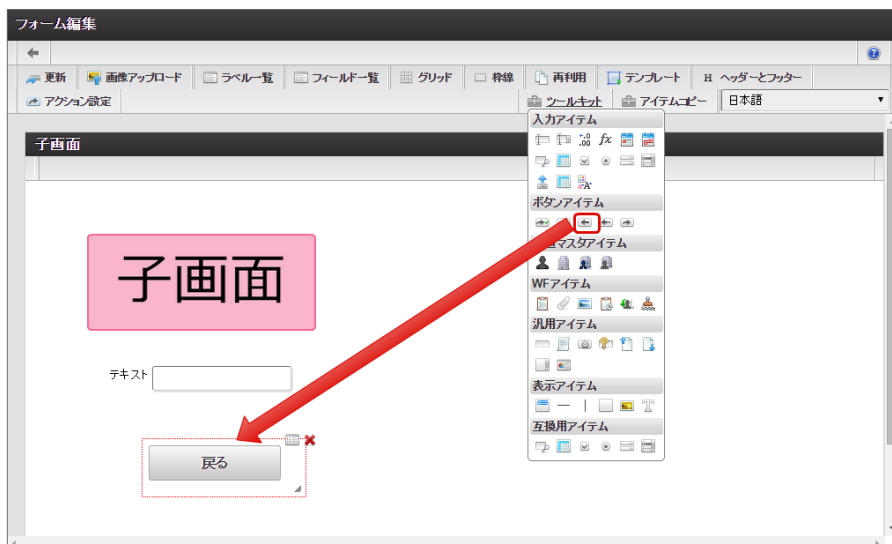 フォーム編集
更新 画像アップロード ラベル一覧 フィールド一覧 グリッド 枠線 再利用 テンプレート H ヘッダーとフッター
アクション設定 ツールキット アイテムコピー 日本語
子画面
入力アイテム
fx
ボタンアイテム
マスタアイテム
WFアイテム
汎用アイテム
表示アイテム
互換用アイテム
子画面
テキスト
戻る